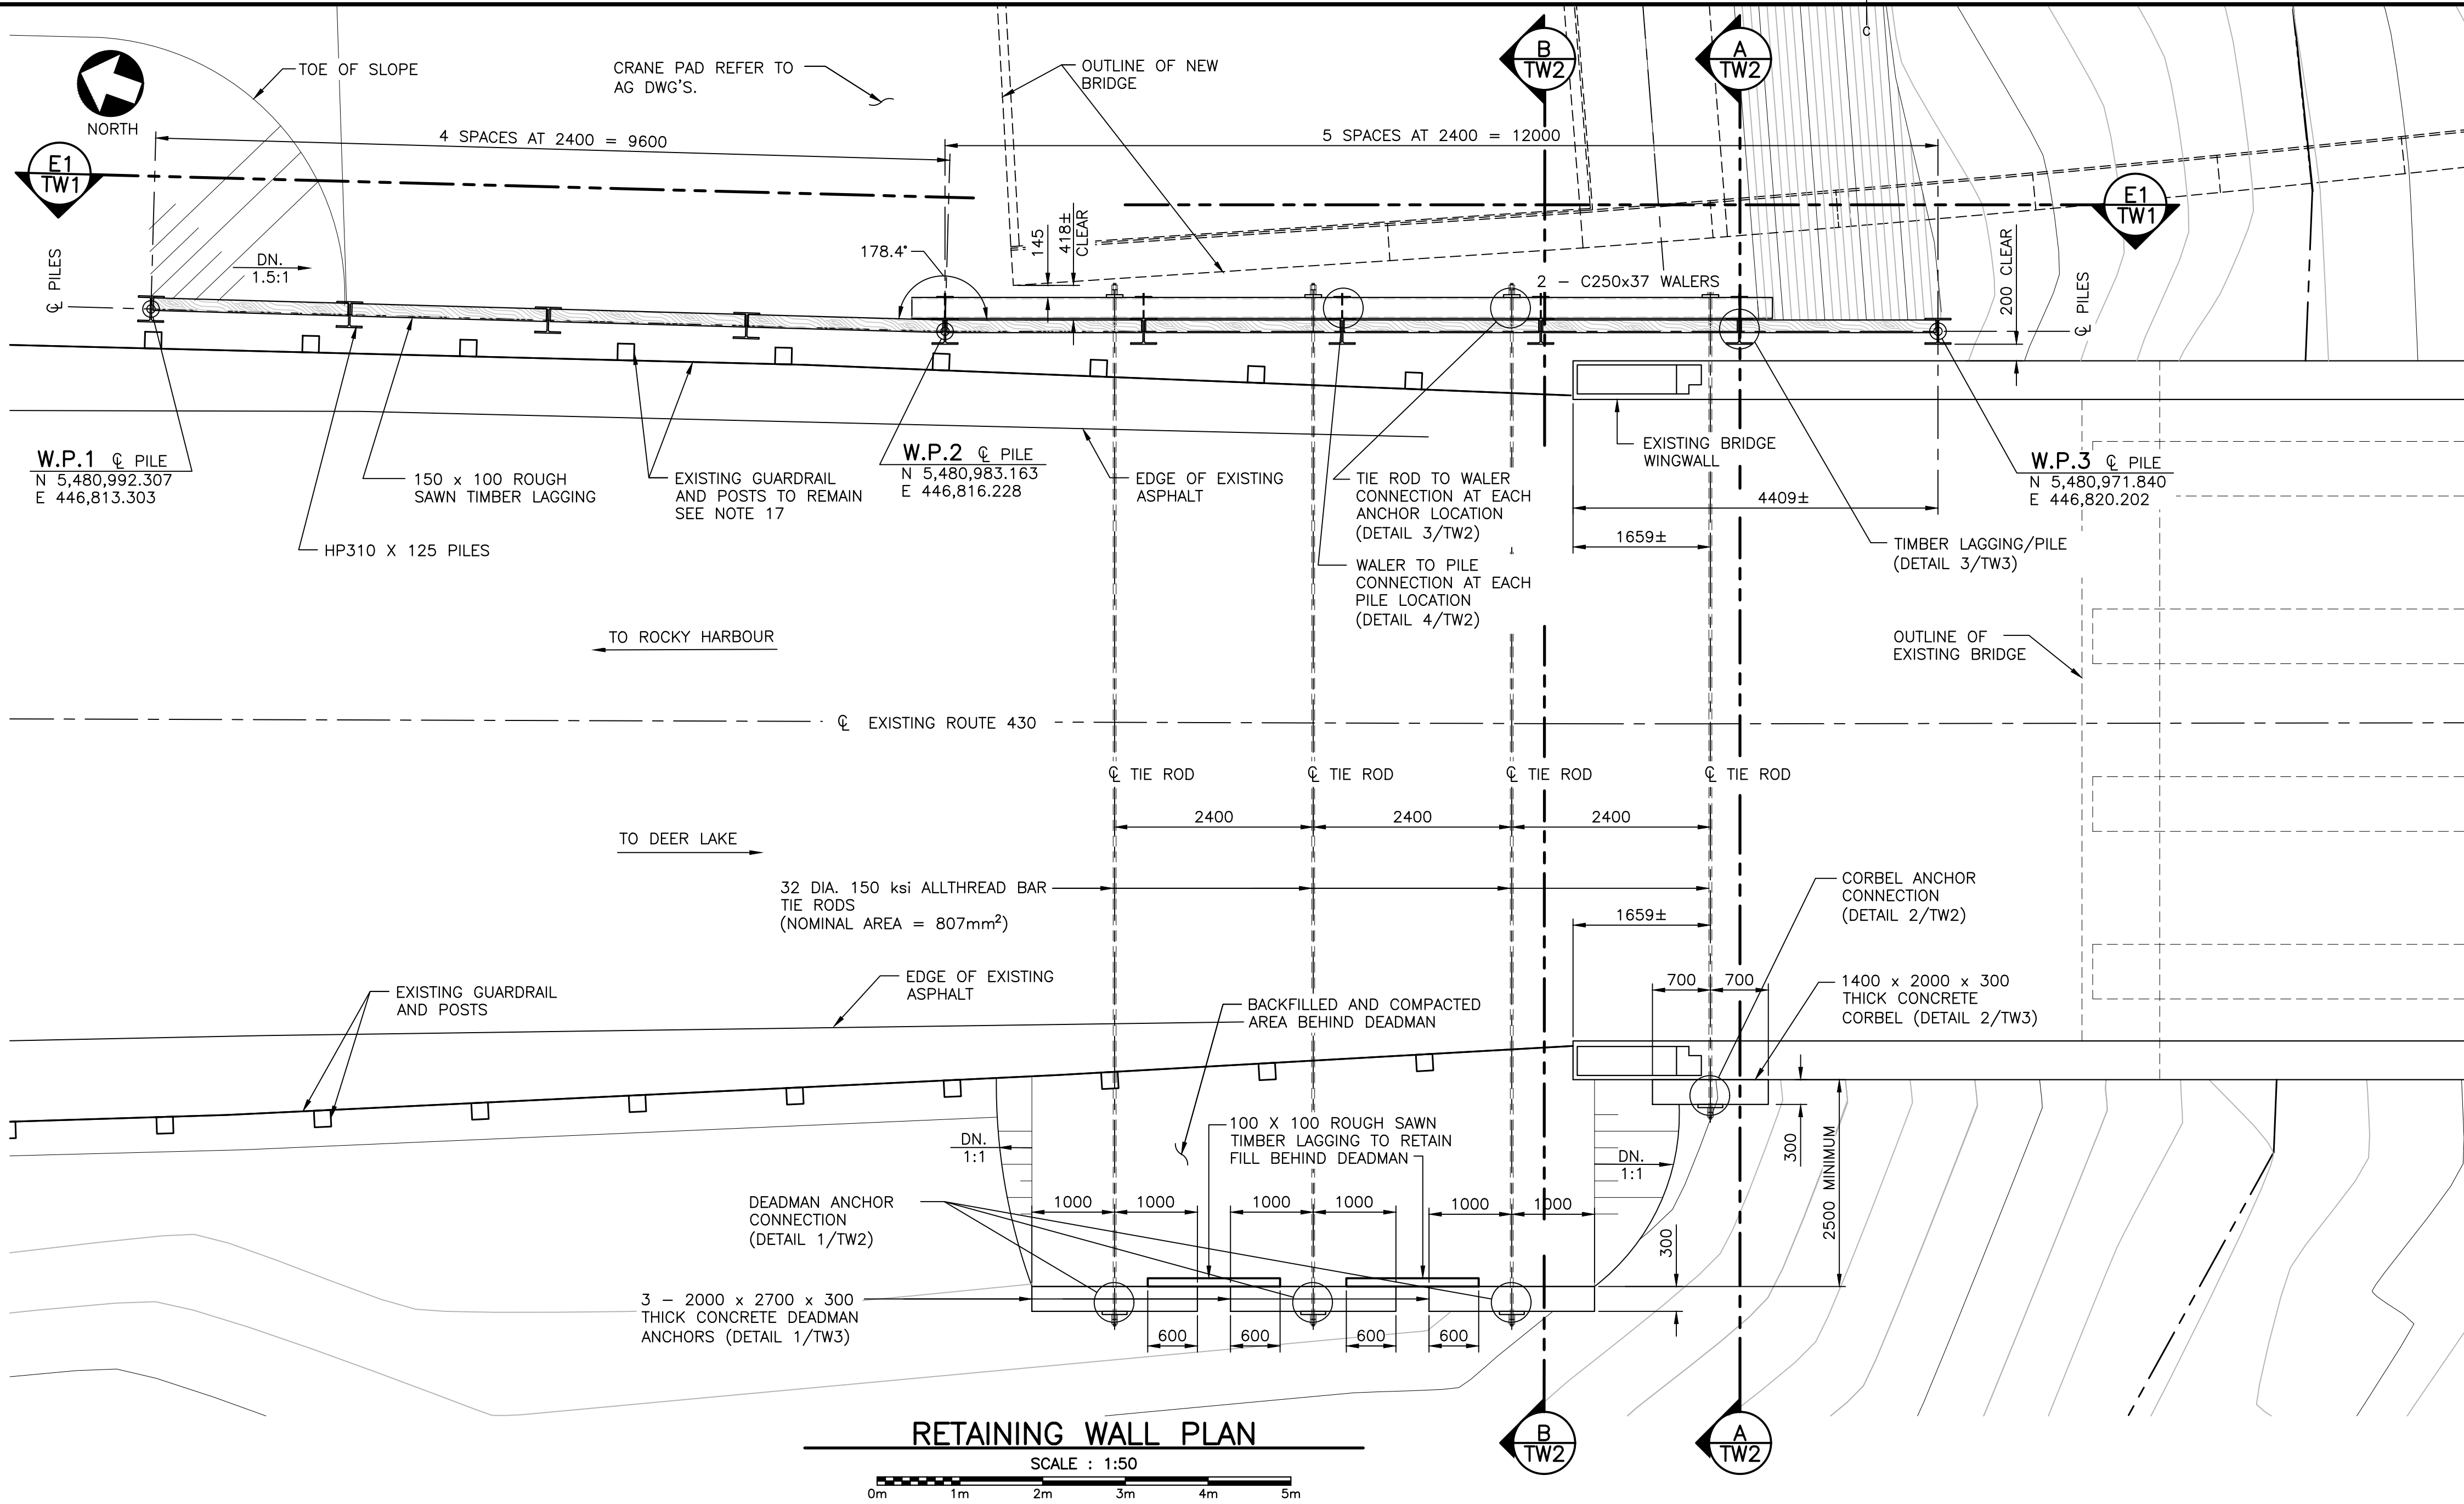 C
B
TW2
A
TW2
NORTH
TOE OF SLOPE
CRANE PAD REFER TO
AG DWG'S.
OUTLINE OF NEW
BRIDGE
4 SPACES AT 2400 = 9600
5 SPACES AT 2400 = 12000
E1
TW1
E1
TW1
℄ PILES
DN.
1.5:1
178.4°
145
418±
CLEAR
2 - C250x37 WALERS
200 CLEAR
℄ PILES
W.P.1 ℄ PILE
N 5,480,992.307
E 446,813.303
150 x 100 ROUGH
SAWN TIMBER LAGGING
HP310 X 125 PILES
EXISTING GUARDRAIL
AND POSTS TO REMAIN
SEE NOTE 17
W.P.2 ℄ PILE
N 5,480,983.163
E 446,816.228
EDGE OF EXISTING
ASPHALT
TIE ROD TO WALER
CONNECTION AT EACH
ANCHOR LOCATION
(DETAIL 3/TW2)
WALER TO PILE
CONNECTION AT EACH
PILE LOCATION
(DETAIL 4/TW2)
EXISTING BRIDGE
WINGWALL
4409±
1659±
W.P.3 ℄ PILE
N 5,480,971.840
E 446,820.202
TIMBER LAGGING/PILE
(DETAIL 3/TW3)
TO ROCKY HARBOUR
OUTLINE OF
EXISTING BRIDGE
℄ EXISTING ROUTE 430
℄ TIE ROD
℄ TIE ROD
℄ TIE ROD
℄ TIE ROD
2400
2400
2400
TO DEER LAKE
32 DIA. 150 ksi ALLTHREAD BAR
TIE RODS
(NOMINAL AREA = 807mm²)
CORBEL ANCHOR
CONNECTION
(DETAIL 2/TW2)
1659±
700
700
1400 x 2000 x 300
THICK CONCRETE
CORBEL (DETAIL 2/TW3)
EXISTING GUARDRAIL
AND POSTS
EDGE OF EXISTING
ASPHALT
BACKFILLED AND COMPACTED
AREA BEHIND DEADMAN
100 X 100 ROUGH SAWN
TIMBER LAGGING TO RETAIN
FILL BEHIND DEADMAN
DN.
1:1
DN.
1:1
300
2500 MINIMUM
DEADMAN ANCHOR
CONNECTION
(DETAIL 1/TW2)
1000
1000
1000
1000
1000
1000
300
3 - 2000 x 2700 x 300
THICK CONCRETE DEADMAN
ANCHORS (DETAIL 1/TW3)
600
600
600
600
RETAINING WALL PLAN
SCALE : 1:50
0m
1m
2m
3m
4m
5m
B
TW2
A
TW2